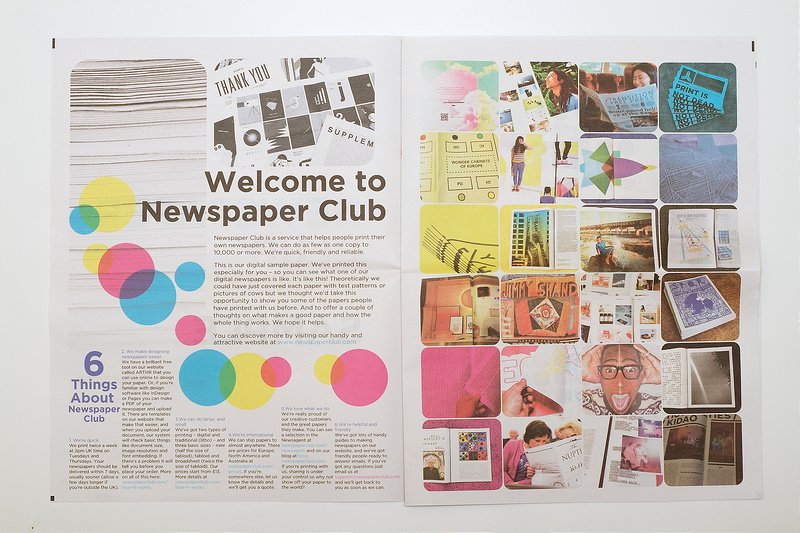 THANK YOU
SUPPLEM
Welcome to
Newspaper Club
Newspaper Club is a service that helps people print their
own newspapers. We can do as few as one copy to
10,000 or more. We're quick, friendly and reliable.
This is our digital sample paper. We've printed this
especially for you – so you can see what one of our
digital newspapers is like. It's like this! Theoretically we
could have just covered each paper with test patterns or
pictures of cows but we thought we'd take this
opportunity to show you some of the papers people
have printed with us before. And to offer a couple of
thoughts on what makes a good paper and how the
whole thing works. We hope it helps.
You can discover more by visiting our handy and
attractive website at www.newspaperclub.com
6
Things
About
Newspaper
Club
1. We're quick
We print twice a week
at 2pm UK time on
Tuesdays and
Thursdays. Your
newspapers should be
delivered within 7 days,
usually sooner (allow a
few days longer if
you're outside the UK).
2. We make designing
newspapers easier
We have a brilliant free
tool on our website
called ARTHR that you
can use online to design
your paper. Or, if you're
familiar with design
software like InDesign
or Pages you can make
a PDF of your
newspaper and upload
it. There are templates
on our website that
make that easier, and
when you upload your
document, our system
will check basic things
like document size,
image resolution and
font embedding. If
there's a problem it will
tell you before you
place your order. More
on all of this here:
3. We can do large, and
small
We've got two types of
printing – digital and
traditional (litho) – and
three basic sizes – mini
(half the size of
tabloid), tabloid and
broadsheet (twice the
size of tabloid). Our
prices start from £13.
More details at
4. We're international
We can ship papers to
almost anywhere. There
are prices for Europe,
North America and
Australia at
If you're
somewhere else, let us
know the details and
we'll get you a quote.
5. We love what we do
We're really proud of
our creative customers
and the great papers
they make. You can see
a selection in the
Newsagent at
and on our
blog at
If you're printing with
us, sharing is under
your control so why not
show off your paper to
the world?
6. We're helpful and
friendly
We've got lots of handy
guides to making
newspapers on our
website, and we've got
friendly people ready to
answer emails. If you've
got any questions just
email us at
and we'll get back to
you as soon as we can.
PRINT IS
NOT DEAD
WONDER CABINETS
OF EUROPE
JIMMY SHAND
KIDAO